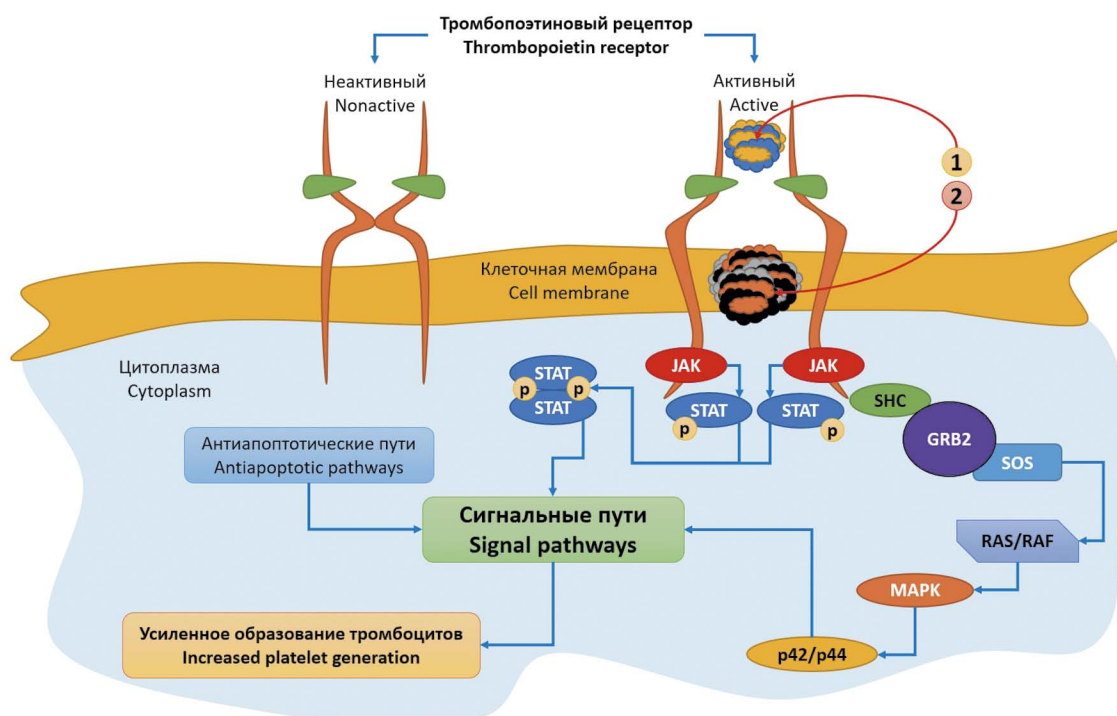 Тромбопоэтиновый рецептор
Thrombopoietin receptor
Неактивный
Nonactive
Активный
Active
1
2
Клеточная мембрана
Cell membrane
Цитоплазма
Cytoplasm
JAK
JAK
STAT
p
p
STAT
STAT
p
STAT
p
SHC
GRB2
SOS
Антиапоптотические пути
Antiapoptotic pathways
Сигнальные пути
Signal pathways
RAS/RAF
MAPK
p42/p44
Усиленное образование тромбоцитов
Increased platelet generation